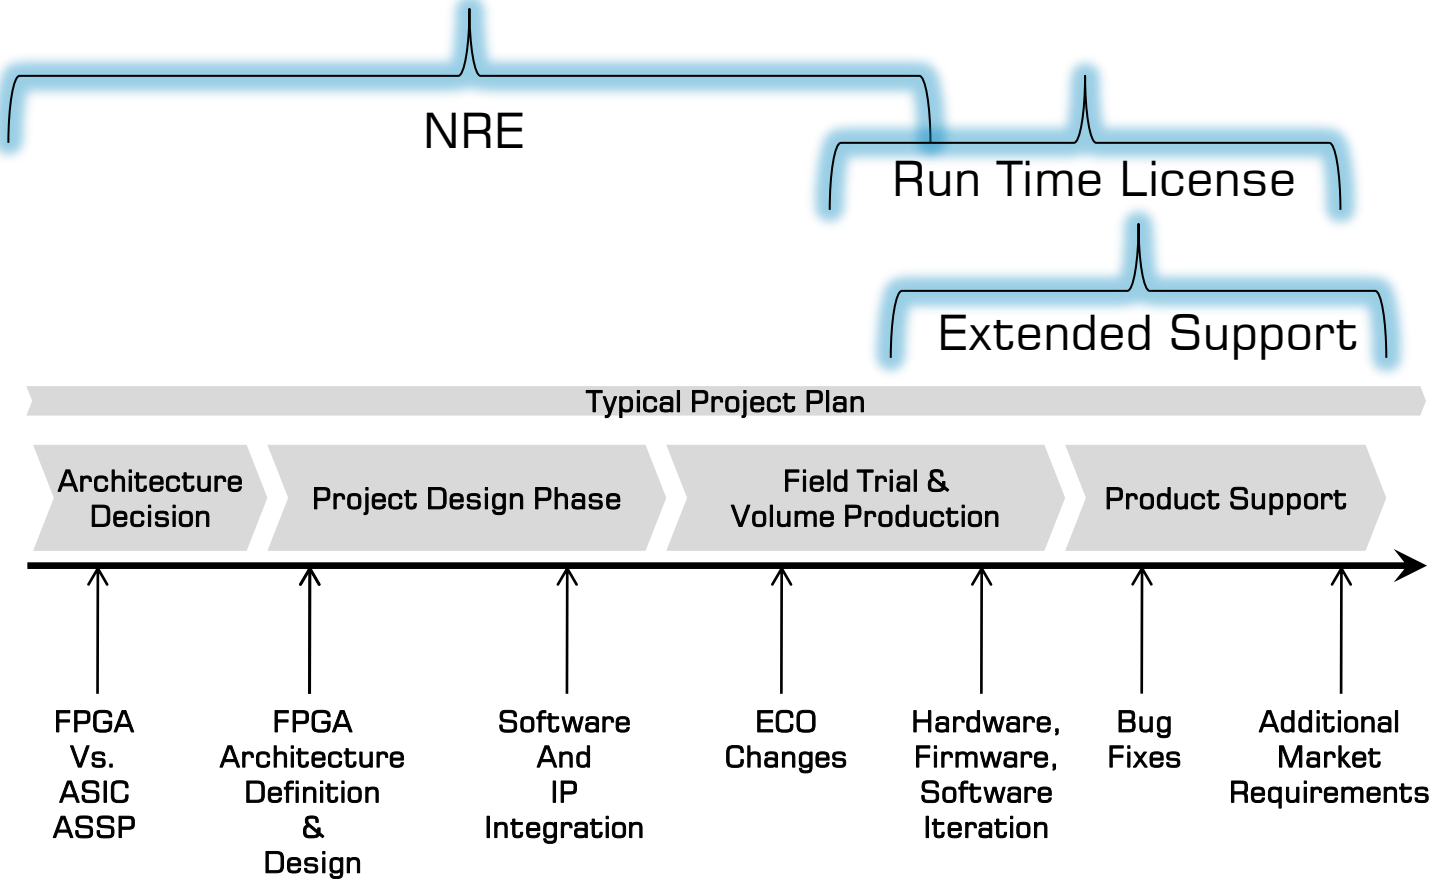 NRE
Run Time License
Extended Support
Typical Project Plan
Architecture
Decision
Project Design Phase
Field Trial &
Volume Production
Product Support
FPGA
Vs.
ASIC
ASSP
FPGA
Architecture
Definition
&
Design
Software
And
IP
Integration
ECO
Changes
Hardware,
Firmware,
Software
Iteration
Bug
Fixes
Additional
Market
Requirements